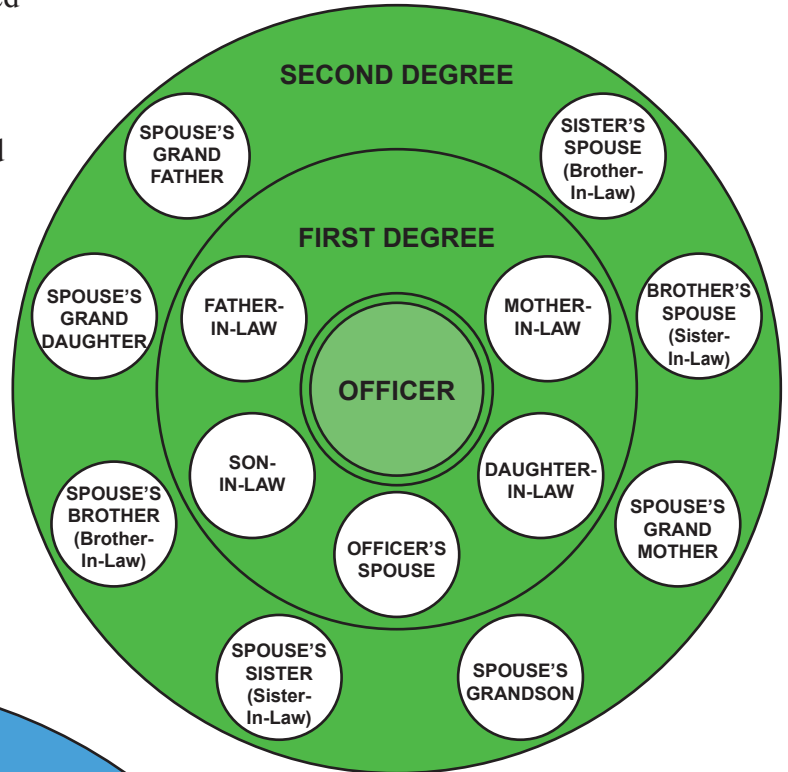 SECOND DEGREE
SPOUSE'S
GRAND
FATHER
SISTER'S
SPOUSE
(Brother-
In-Law)
FIRST DEGREE
SPOUSE'S
GRAND
DAUGHTER
FATHER-
IN-LAW
MOTHER-
IN-LAW
BROTHER'S
SPOUSE
(Sister-
In-Law)
OFFICER
SON-
IN-LAW
DAUGHTER-
IN-LAW
SPOUSE'S
BROTHER
(Brother-
In-Law)
OFFICER'S
SPOUSE
SPOUSE'S
GRAND
MOTHER
SPOUSE'S
SISTER
(Sister-
In-Law)
SPOUSE'S
GRANDSON